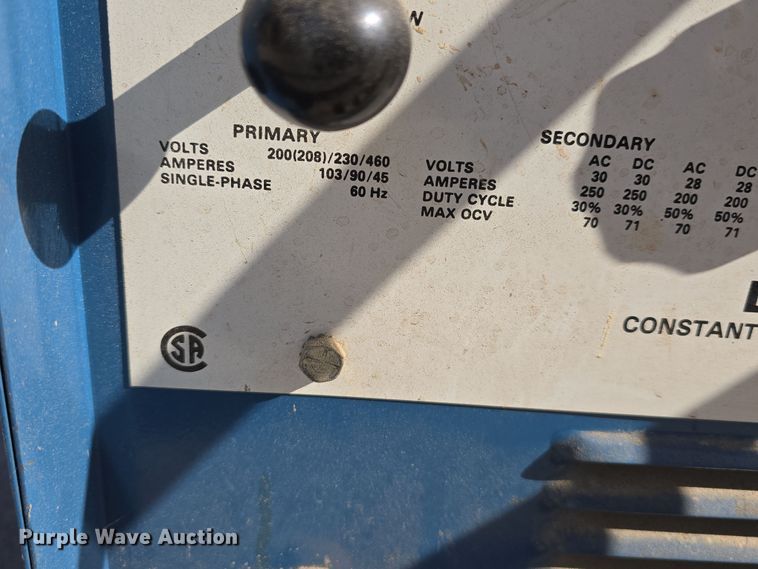 N
PRIMARY
VOLTS 200(208)/230/460
AMPERES 103/90/45
SINGLE-PHASE 60 Hz
SECONDARY
AC DC AC DC
VOLTS 30 30 28 28
AMPERES 250 250 200 200
DUTY CYCLE 30% 30% 50% 50%
MAX OCV 70 71 70 71
CONSTANT
CSA
Purple Wave Auction